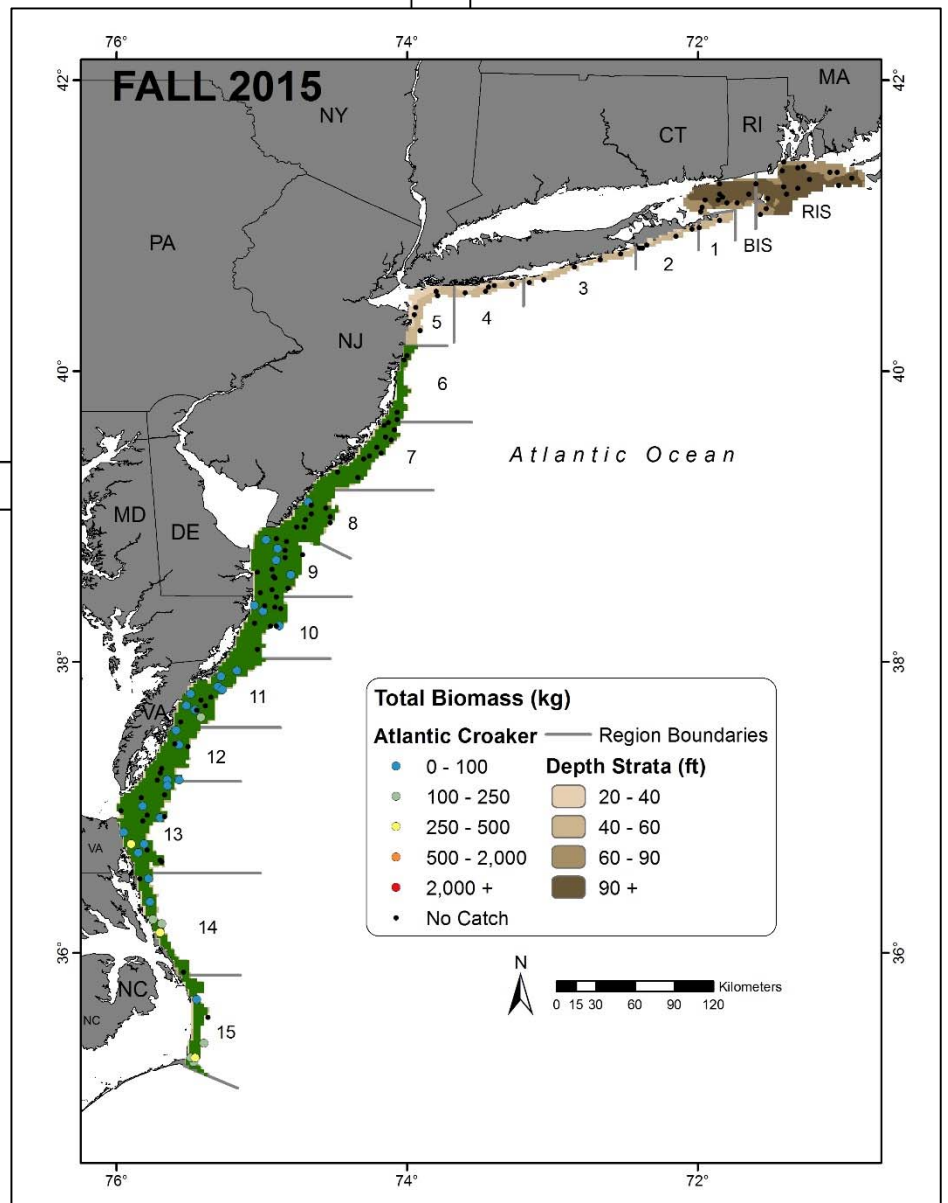 76°
74°
72°
42°
FALL 2015
NY
MA
42°
CT
RI
PA
RIS
BIS
1
2
3
4
5
NJ
40°
6
40°
7
Atlantic Ocean
MD
DE
8
9
10
38°
38°
11
VA
12
13
VA
14
NC
NC
15
36°
36°
Total Biomass (kg)
Atlantic Croaker
Region Boundaries
0 - 100
Depth Strata (ft)
100 - 250
20 - 40
250 - 500
40 - 60
500 - 2,000
60 - 90
2,000 +
90 +
No Catch
N
Kilometers
0 15 30 60 90 120
76°
74°
72°